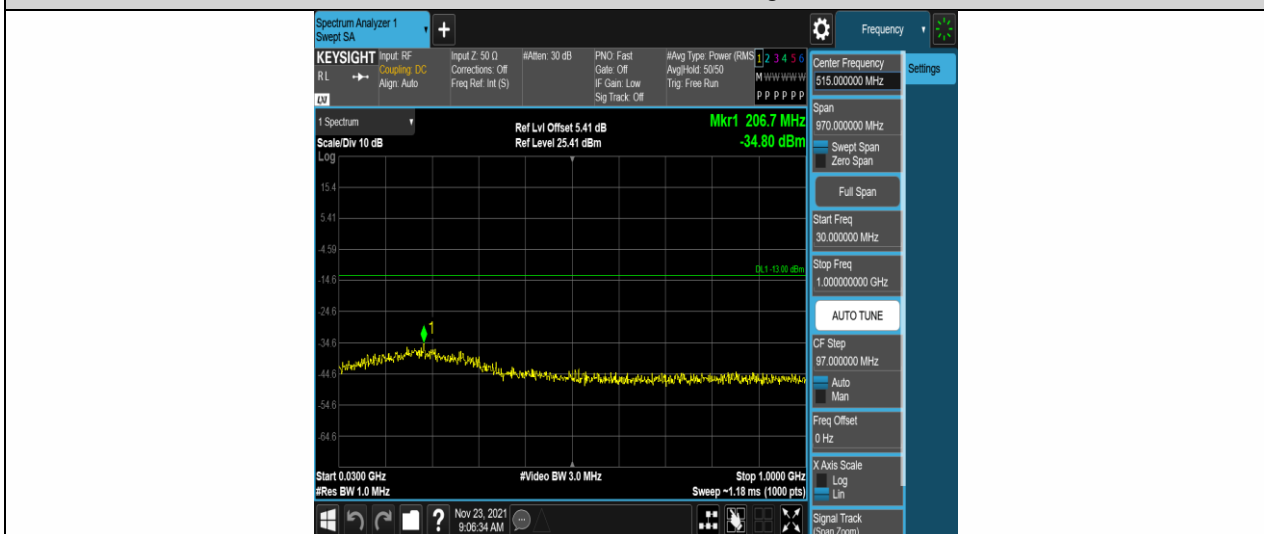 Spectrum Analyzer 1
Swept SA
+
Frequency
KEYSIGHT
RL
LXI
Input: RF
Coupling: DC
Align: Auto
Input Z: 50 Ω
Corrections: Off
Freq Ref: Int (S)
#Atten: 30 dB
PNO: Fast
Gate: Off
IF Gain: Low
Sig Track: Off
#Avg Type: Power (RMS
Avg|Hold: 50/50
Trig: Free Run
1 2 3 4 5 6
M W W W W W
P P P P P P
1 Spectrum
Scale/Div 10 dB
Log
Ref Lvl Offset 5.41 dB
Ref Level 25.41 dBm
Mkr1 206.7 MHz
-34.80 dBm
15.4
5.41
-4.59
DL1 -13.00 dBm
-14.6
-24.6
1
-34.6
-44.6
-54.6
-64.6
Start 0.0300 GHz
#Res BW 1.0 MHz
#Video BW 3.0 MHz
Stop 1.0000 GHz
Sweep ~1.18 ms (1000 pts)
?
Nov 23, 2021
9:06:34 AM
Center Frequency
515.000000 MHz
Settings
Span
970.000000 MHz
Swept Span
Zero Span
Full Span
Start Freq
30.000000 MHz
Stop Freq
1.000000000 GHz
AUTO TUNE
CF Step
97.000000 MHz
Auto
Man
Freq Offset
0 Hz
X Axis Scale
Log
Lin
Signal Track
(Span Zoom)